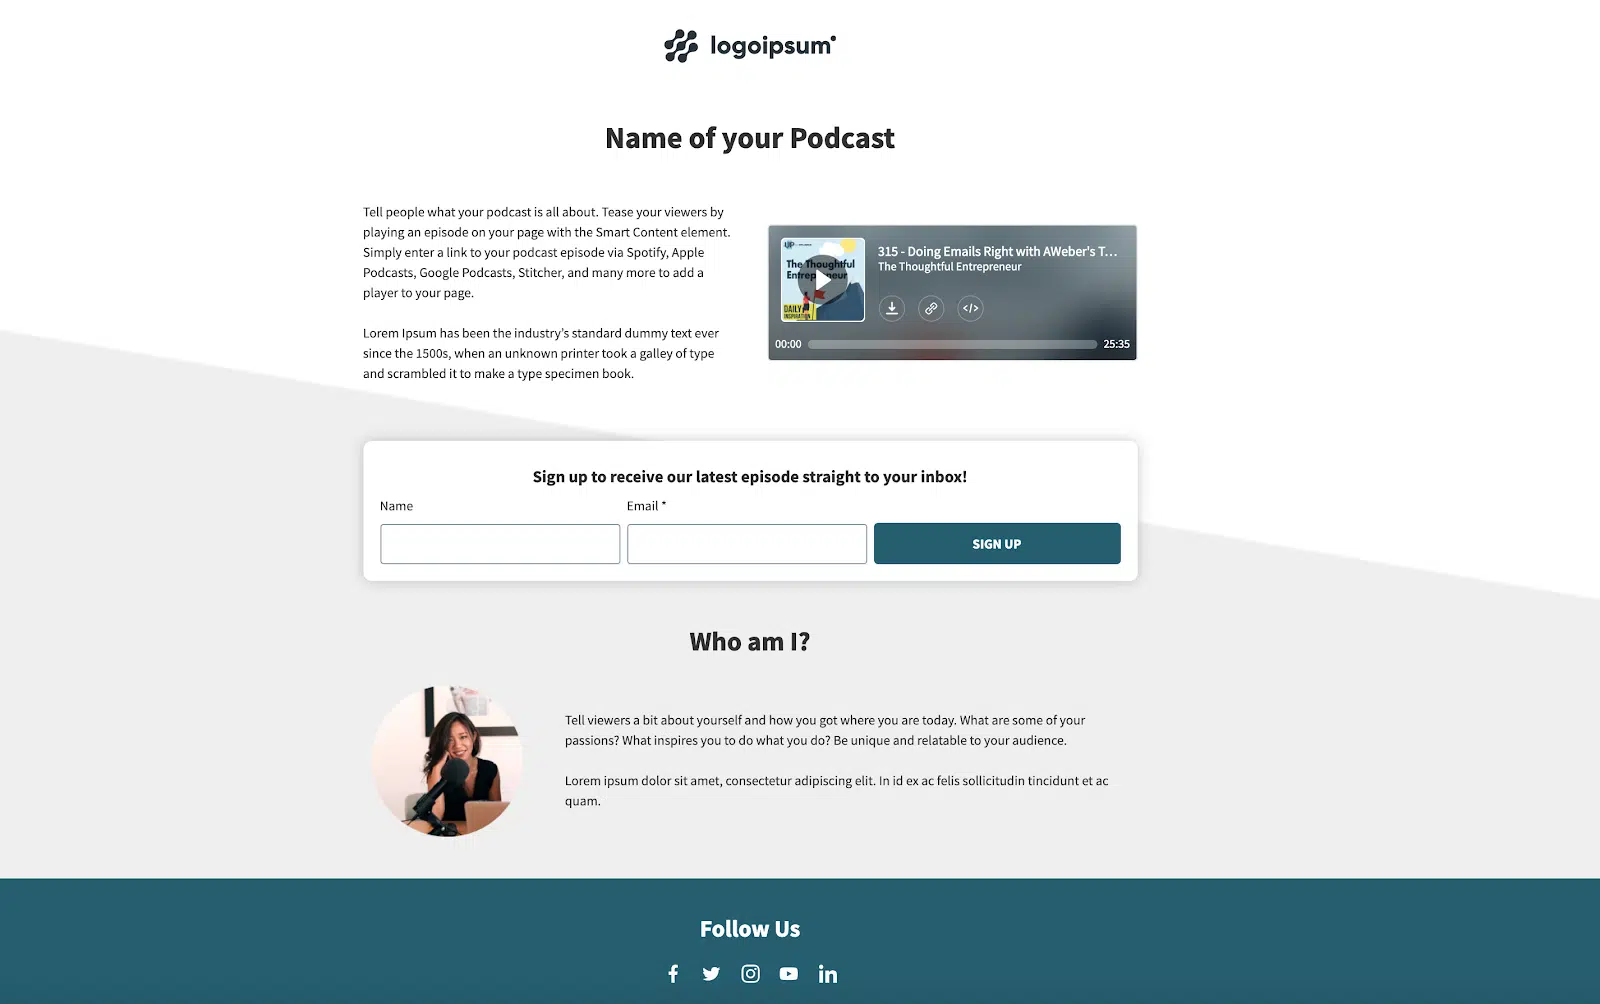 logoipsum
Name of your Podcast
Tell people what your podcast is all about. Tease your viewers by
playing an episode on your page with the Smart Content element.
Simply enter a link to your podcast episode via Spotify, Apple
Podcasts, Google Podcasts, Stitcher, and many more to add a
player to your page.
Lorem Ipsum has been the industry's standard dummy text ever
since the 1500s, when an unknown printer took a galley of type
and scrambled it to make a type specimen book.
UP
The Thoughtful
Entrepreneur
DAILY
INSPIRATION
315 - Doing Emails Right with AWeber's T...
The Thoughtful Entrepreneur
00:00
25:35
Sign up to receive our latest episode straight to your inbox!
Name
Email *
SIGN UP
Who am I?
Tell viewers a bit about yourself and how you got where you are today. What are some of your
passions? What inspires you to do what you do? Be unique and relatable to your audience.
Lorem ipsum dolor sit amet, consectetur adipiscing elit. In id ex ac felis sollicitudin tincidunt et ac
quam.
Follow Us